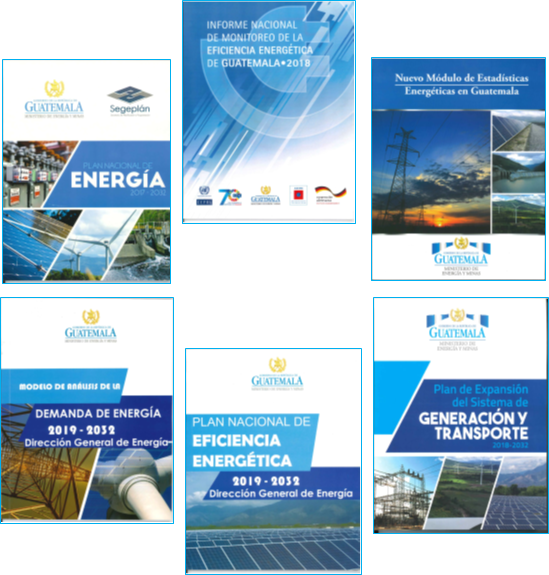 INFORME NACIONAL
DE MONITOREO DE LA
EFICIENCIA ENERGÉTICA
DE GUATEMALA•2018
GUATEMALA
GUATEMALA
MINISTERIO DE ENERGÍA Y MINAS
Segeplán
PLAN NACIONAL DE
ENERGÍA
2017 - 2032
Nuevo Módulo de Estadísticas
Energéticas en Guatemala
GUATEMALA
MINISTERIO DE
ENERGÍA Y MINAS
GUATEMALA
MINISTERIO DE ENERGÍA Y MINAS
MODELO DE ANÁLISIS DE LA
DEMANDA DE ENERGÍA
2019 - 2032
Dirección General de Energía
GUATEMALA
MINISTERIO DE ENERGÍA Y MINAS
PLAN NACIONAL DE
EFICIENCIA
ENERGÉTICA
2019 - 2032
Dirección General de Energía
GUATEMALA
MINISTERIO DE
ENERGÍA Y MINAS
Plan de Expansión
del Sistema de
GENERACIÓN Y
TRANSPORTE
2018-2032